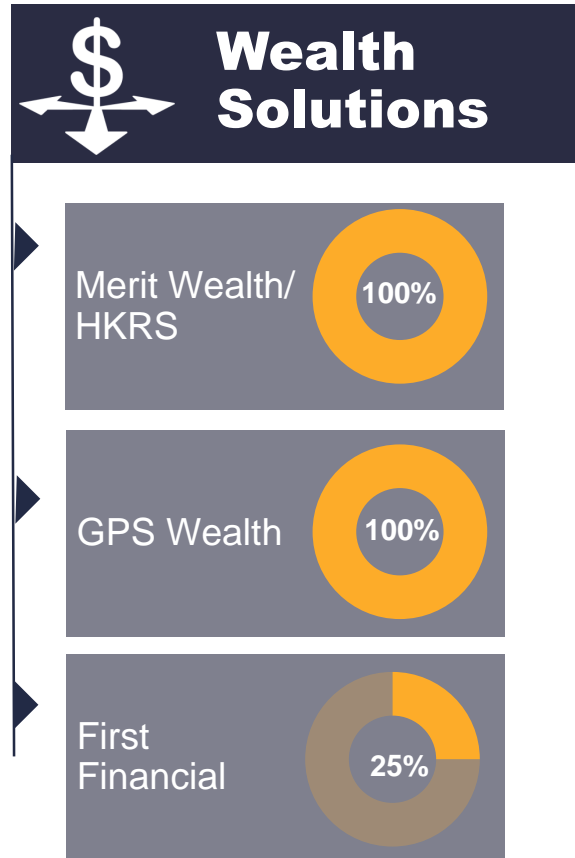 $
Wealth
Solutions
Merit Wealth/
HKRS
100%
GPS Wealth
100%
First
Financial
25%